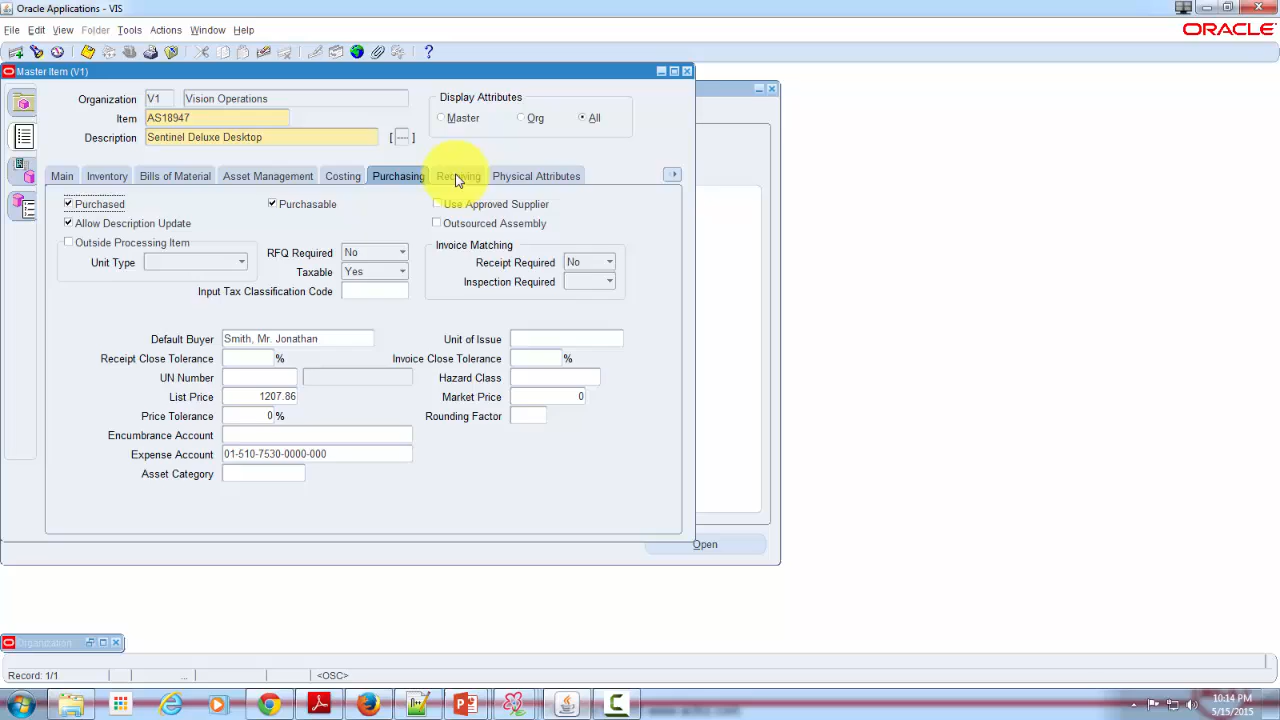 Oracle Applications - VIS
File Edit View Folder Tools Actions Window Help
ORACLE
Master Item (V1)
Organization V1 Vision Operations
Item AS18947
Description Sentinel Deluxe Desktop
Display Attributes
Master Org All
Main Inventory Bills of Material Asset Management Costing Purchasing Receiving Physical Attributes
Purchased Purchasable Use Approved Supplier
Allow Description Update Outsourced Assembly
Outside Processing Item
Unit Type
RFQ Required No
Taxable Yes
Input Tax Classification Code
Invoice Matching
Receipt Required No
Inspection Required
Default Buyer Smith, Mr. Jonathan Unit of Issue
Receipt Close Tolerance % Invoice Close Tolerance %
UN Number Hazard Class
List Price 1207.86 Market Price 0
Price Tolerance 0 % Rounding Factor
Encumbrance Account
Expense Account 01-510-7530-0000-000
Asset Category
Open
Organization
Record: 1/1 ... <OSC>
10:14 PM
5/15/2015